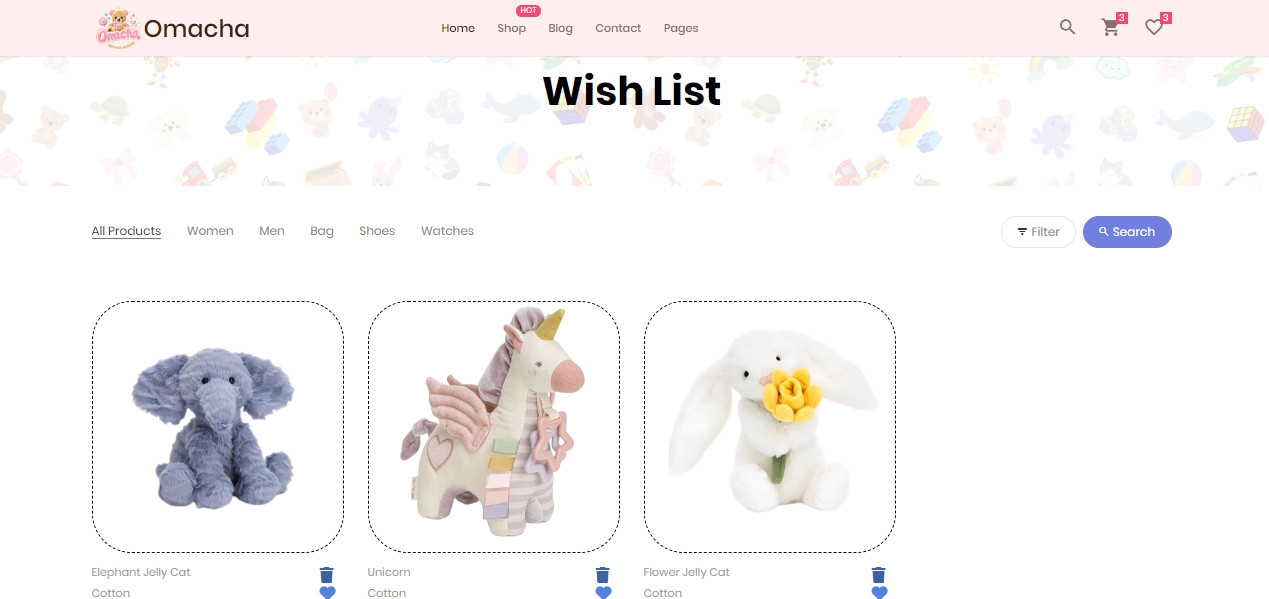 Omacha
Omacha
Home
Shop
HOT
Blog
Contact
Pages
3
3
Wish List
All Products
Women
Men
Bag
Shoes
Watches
Filter
Search
Elephant Jelly Cat
Cotton
Unicorn
Cotton
Flower Jelly Cat
Cotton